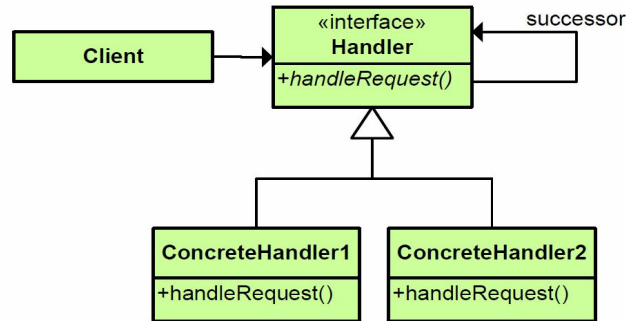 successor
«interface»
Handler
Client
+handleRequest()
ConcreteHandler1
ConcreteHandler2
+handleRequest()
+handleRequest()